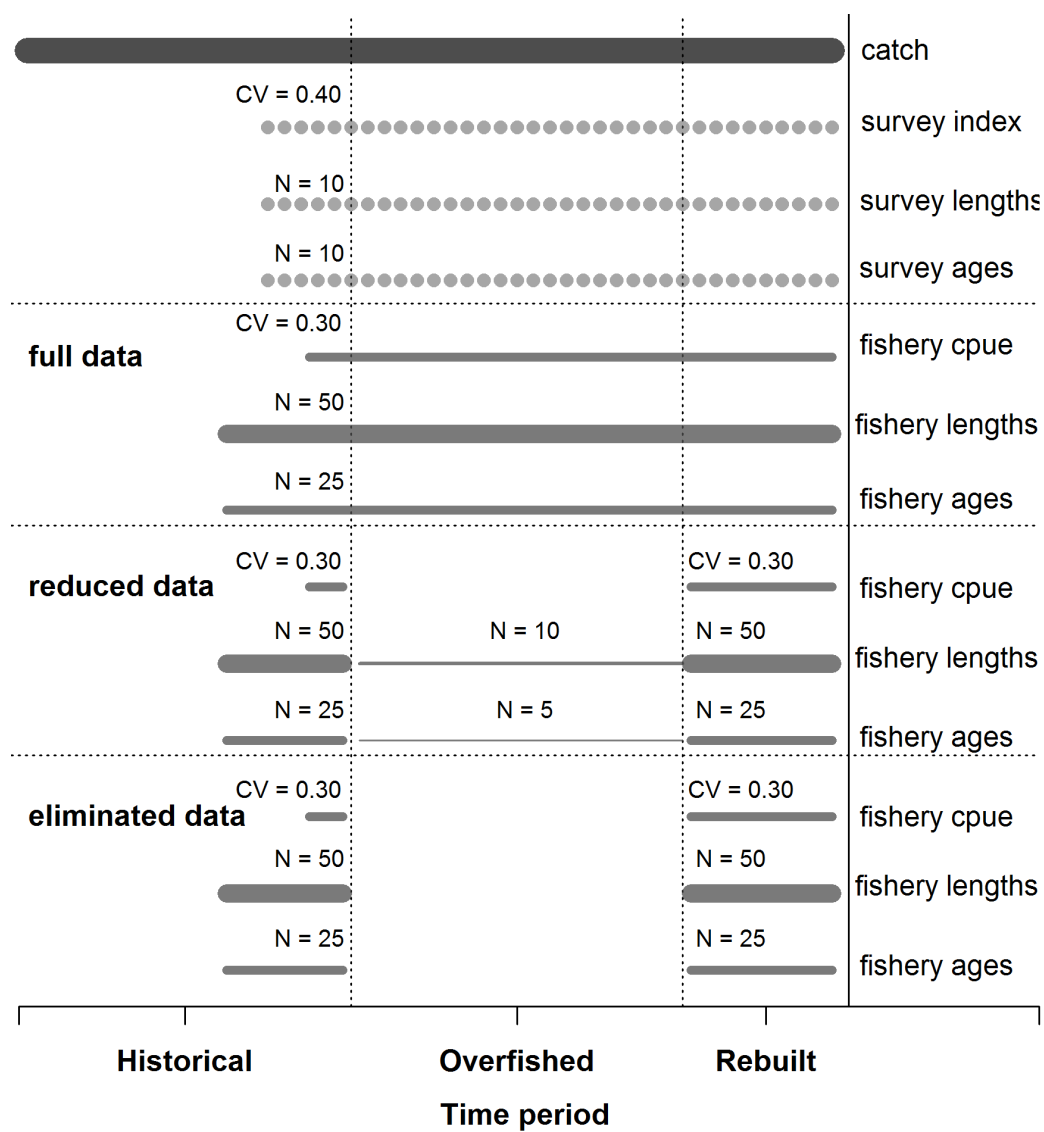 catch
CV = 0.40
survey index
N = 10
survey lengths
N = 10
survey ages
CV = 0.30
full data
fishery cpue
N = 50
fishery lengths
N = 25
fishery ages
CV = 0.30 CV = 0.30
reduced data
fishery cpue
N = 50 N = 10 N = 50
fishery lengths
N = 25 N = 5 N = 25
fishery ages
CV = 0.30 CV = 0.30
eliminated data
fishery cpue
N = 50 N = 50
fishery lengths
N = 25 N = 25
fishery ages
Historical Overfished Rebuilt
Time period